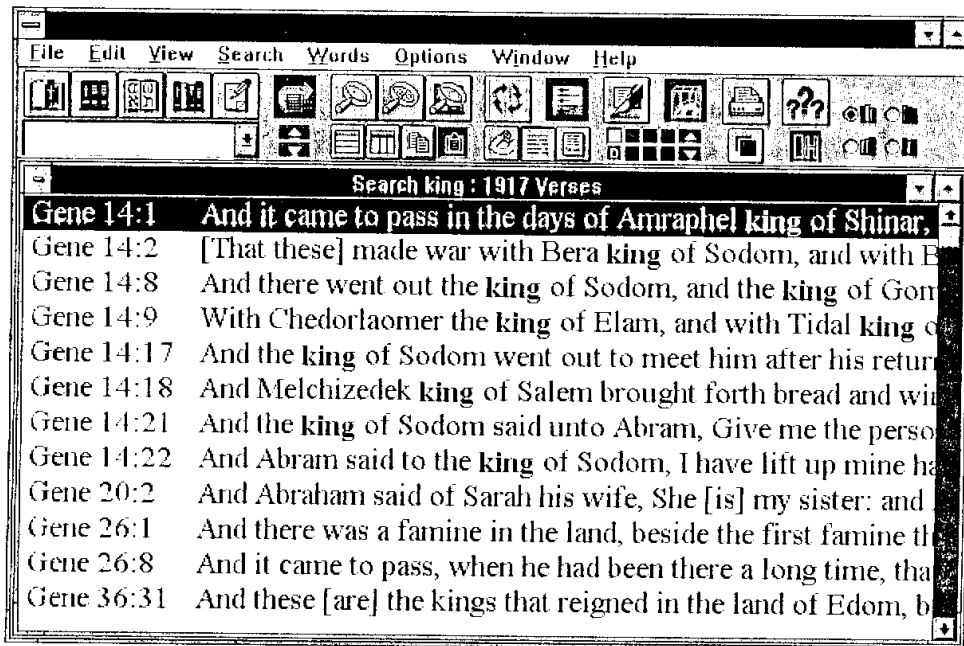 File Edit View Search Words Options Window Help
???
Search king : 1917 Verses
Gene 14:1 And it came to pass in the days of Amraphel king of Shinar,
Gene 14:2 [That these] made war with Bera king of Sodom, and with B
Gene 14:8 And there went out the king of Sodom, and the king of Gom
Gene 14:9 With Chedorlaomer the king of Elam, and with Tidal king o
Gene 14:17 And the king of Sodom went out to meet him after his return
Gene 14:18 And Melchizedek king of Salem brought forth bread and win
Gene 14:21 And the king of Sodom said unto Abram, Give me the perso
Gene 14:22 And Abram said to the king of Sodom, I have lift up mine ha
Gene 20:2 And Abraham said of Sarah his wife, She [is] my sister: and
Gene 26:1 And there was a famine in the land, beside the first famine th
Gene 26:8 And it came to pass, when he had been there a long time, tha
Gene 36:31 And these [are] the kings that reigned in the land of Edom, b